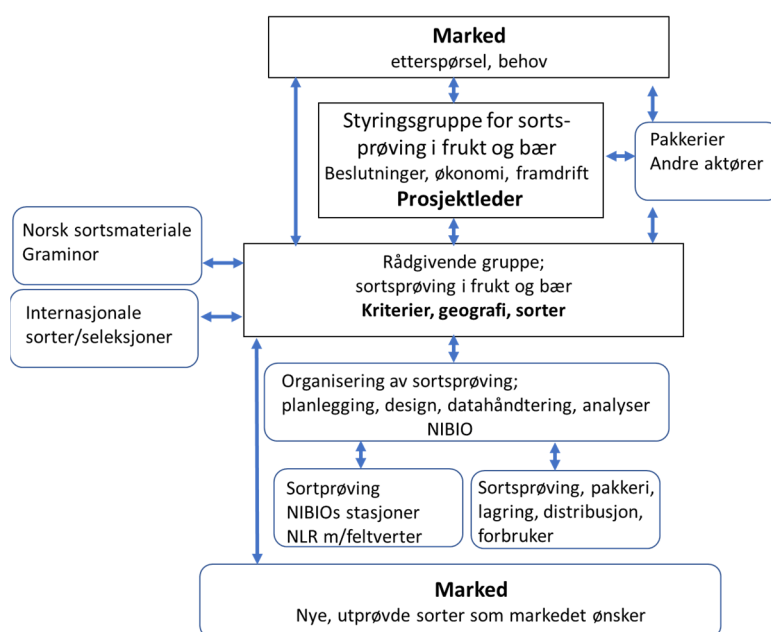 Marked
etterspørsel, behov
Styringsgruppe for sorts-
prøving i frukt og bær
Beslutninger, økonomi, framdrift
Prosjektleder
Pakkerier
Andre aktører
Norsk sortsmateriale
Graminor
Internasjonale
sorter/seleksjoner
Rådgivende gruppe;
sortsprøving i frukt og bær
Kriterier, geografi, sorter
Organisering av sortsprøving;
planlegging, design, datahåndtering, analyser
NIBIO
Sortprøving
NIBIOs stasjoner
NLR m/feltverter
Sortsprøving, pakkeri,
lagring, distribusjon,
forbruker
Marked
Nye, utprøvde sorter som markedet ønsker